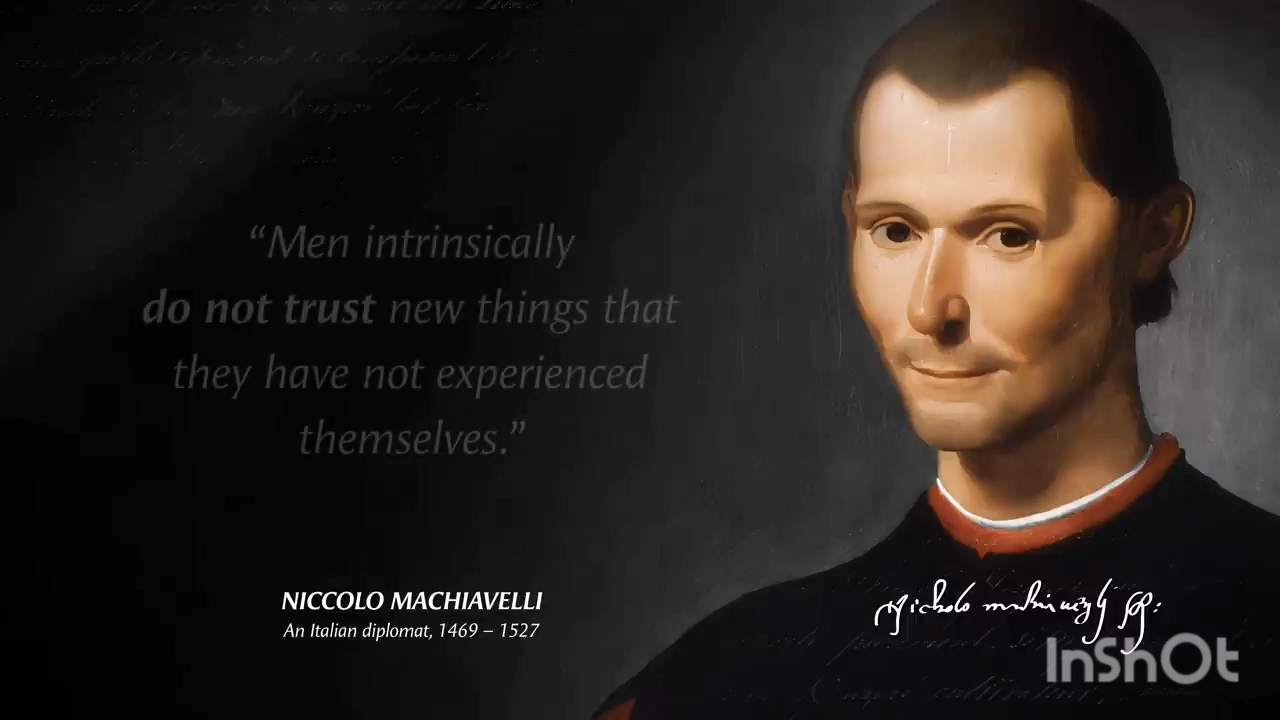 “Men intrinsically
do not trust new things that
they have not experienced
themselves.”
NICCOLO MACHIAVELLI
An Italian diplomat, 1469 – 1527
InShOt